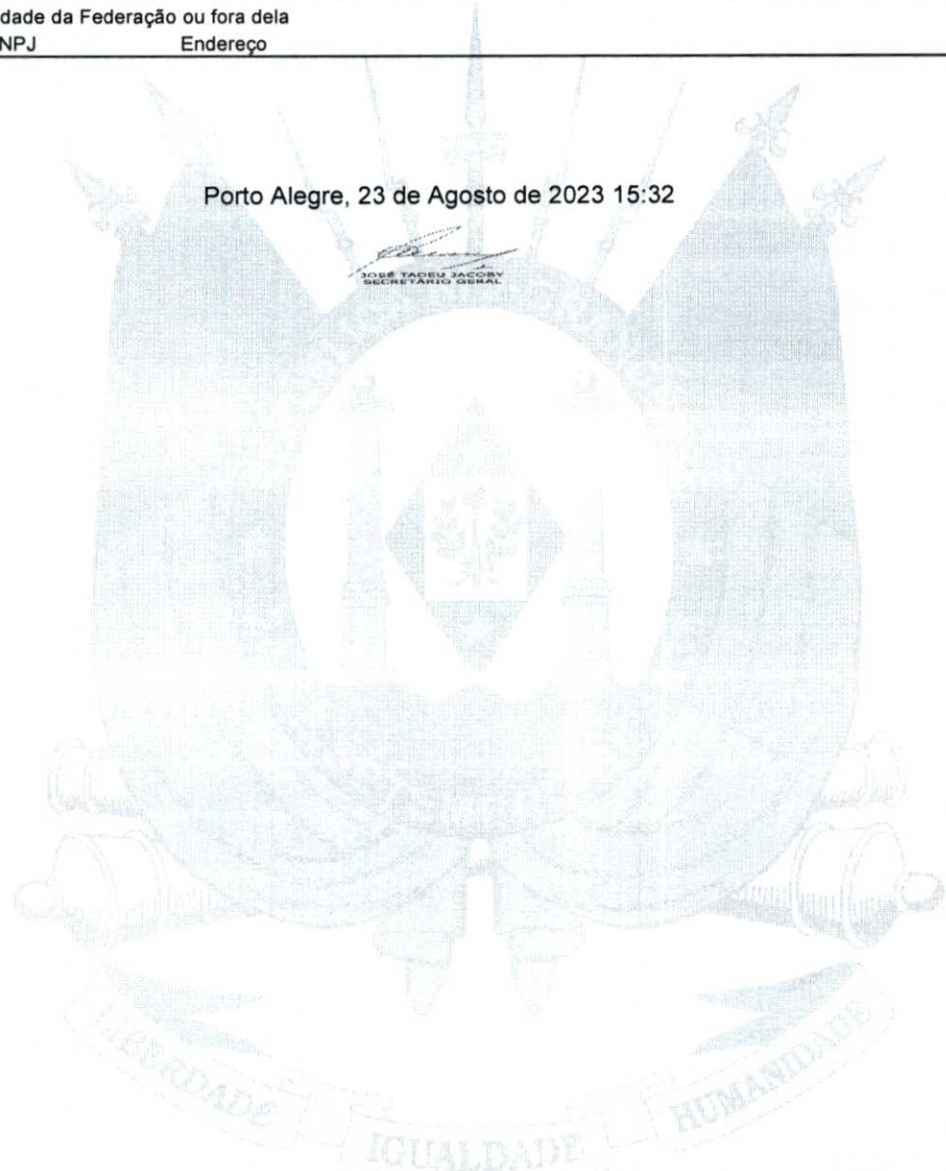 dade da Federação ou fora dela
NPJ Endereço
Porto Alegre, 23 de Agosto de 2023 15:32
JOSÉ TADEU JACOBY
SECRETÁRIO GERAL
LIBERDADE
IGUALDADE
HUMANIDADE